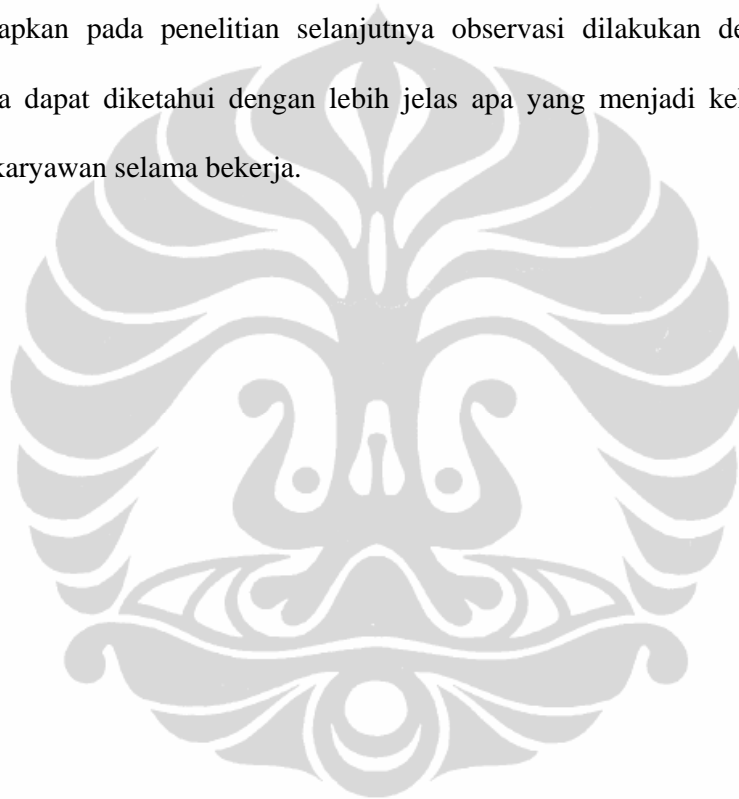 apkan pada penelitian selanjutnya observasi dilakukan de
a dapat diketahui dengan lebih jelas apa yang menjadi kel
karyawan selama bekerja.